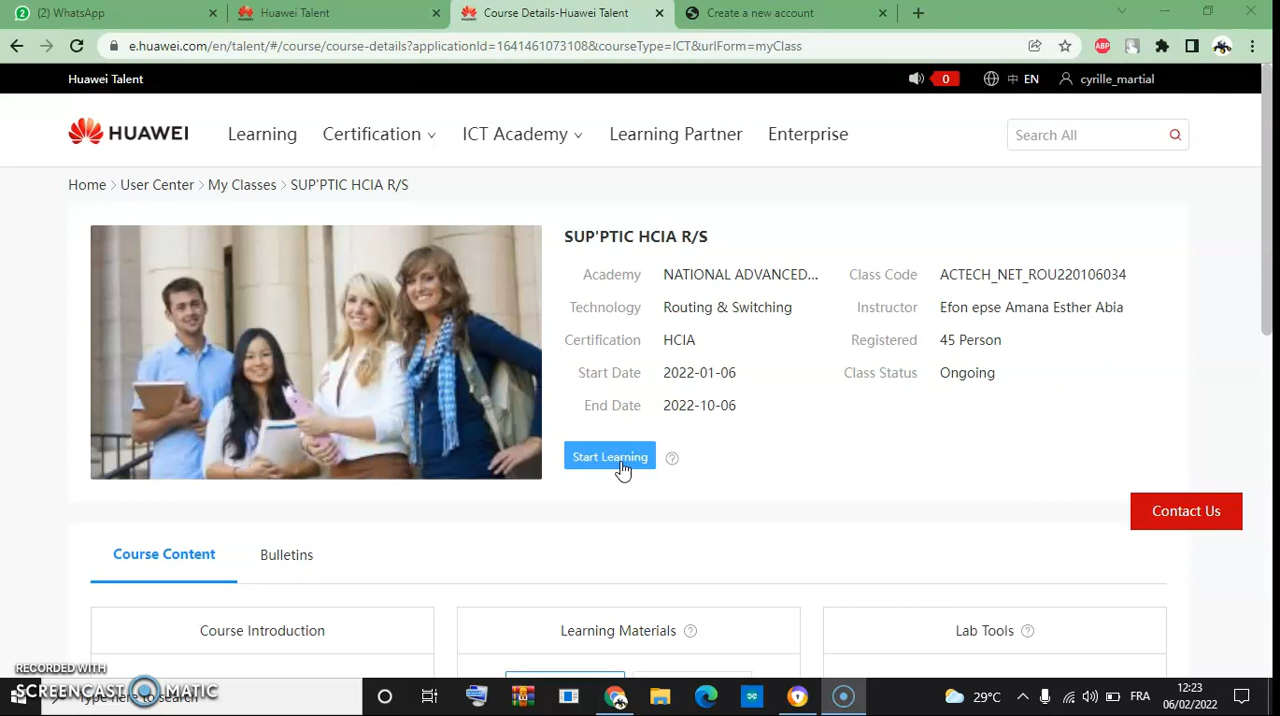 (2) WhatsApp
Huawei Talent
Course Details-Huawei Talent
Create a new account
e.huawei.com/en/talent/#/course/course-details?applicationId=1641461073108&courseType=ICT&urlForm=myClass
Huawei Talent
0
中 EN
cyrille_martial
HUAWEI
Learning
Certification
ICT Academy
Learning Partner
Enterprise
Search All
Home > User Center > My Classes > SUP'PTIC HCIA R/S
SUP'PTIC HCIA R/S
Academy NATIONAL ADVANCED... Class Code ACTECH_NET_ROU220106034
Technology Routing & Switching Instructor Efon epse Amana Esther Abia
Certification HCIA Registered 45 Person
Start Date 2022-01-06 Class Status Ongoing
End Date 2022-10-06
Start Learning
Contact Us
Course Content
Bulletins
Course Introduction
Learning Materials
Lab Tools
RECORDED WITH
SCREENCAST MATIC
29°C
FRA
12:23
06/02/2022